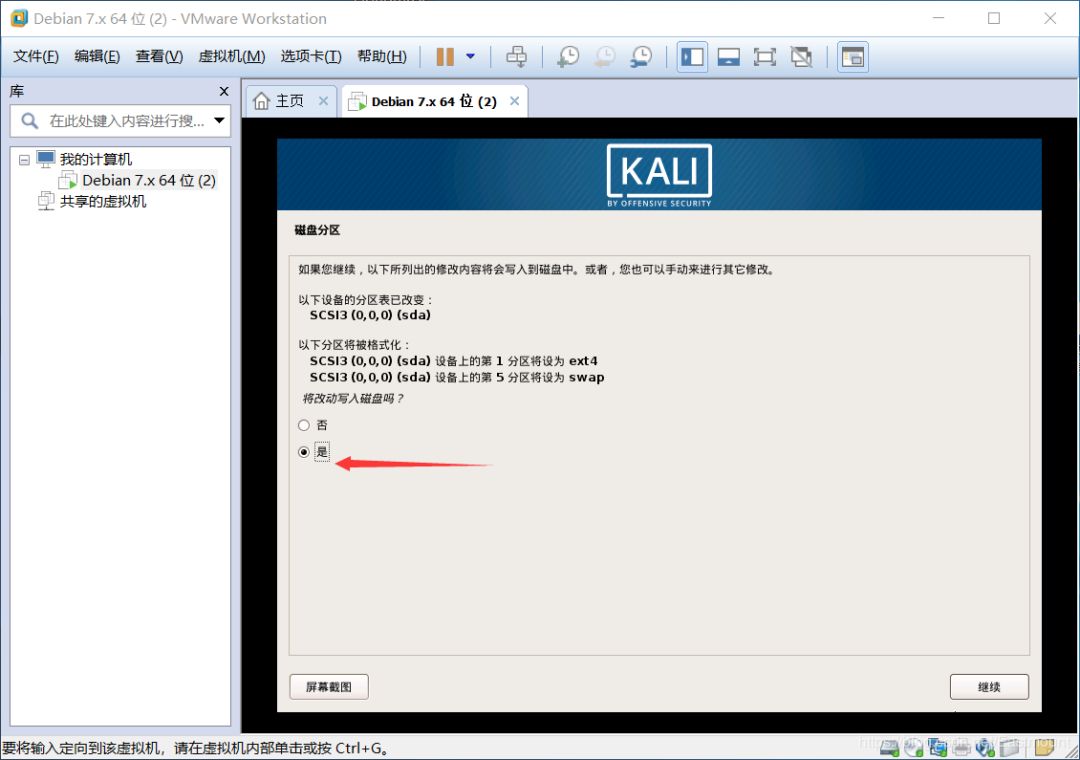 Debian 7.x 64 位 (2) - VMware Workstation
文件(F) 编辑(E) 查看(V) 虚拟机(M) 选项卡(T) 帮助(H)
库
主页
Debian 7.x 64 位 (2)
在此处键入内容进行搜...
我的计算机
Debian 7.x 64 位 (2)
共享的虚拟机
KALI
BY OFFENSIVE SECURITY
磁盘分区
如果您继续，以下所列出的修改内容将会写入到磁盘中。或者，您也可以手动来进行其它修改。
以下设备的分区表已改变：
SCSI3 (0,0,0) (sda)
以下分区将被格式化：
SCSI3 (0,0,0) (sda) 设备上的第 1 分区将设为 ext4
SCSI3 (0,0,0) (sda) 设备上的第 5 分区将设为 swap
将改动写入磁盘吗？
否
是
屏幕截图
继续
要将输入定向到该虚拟机，请在虚拟机内部单击或按 Ctrl+G。